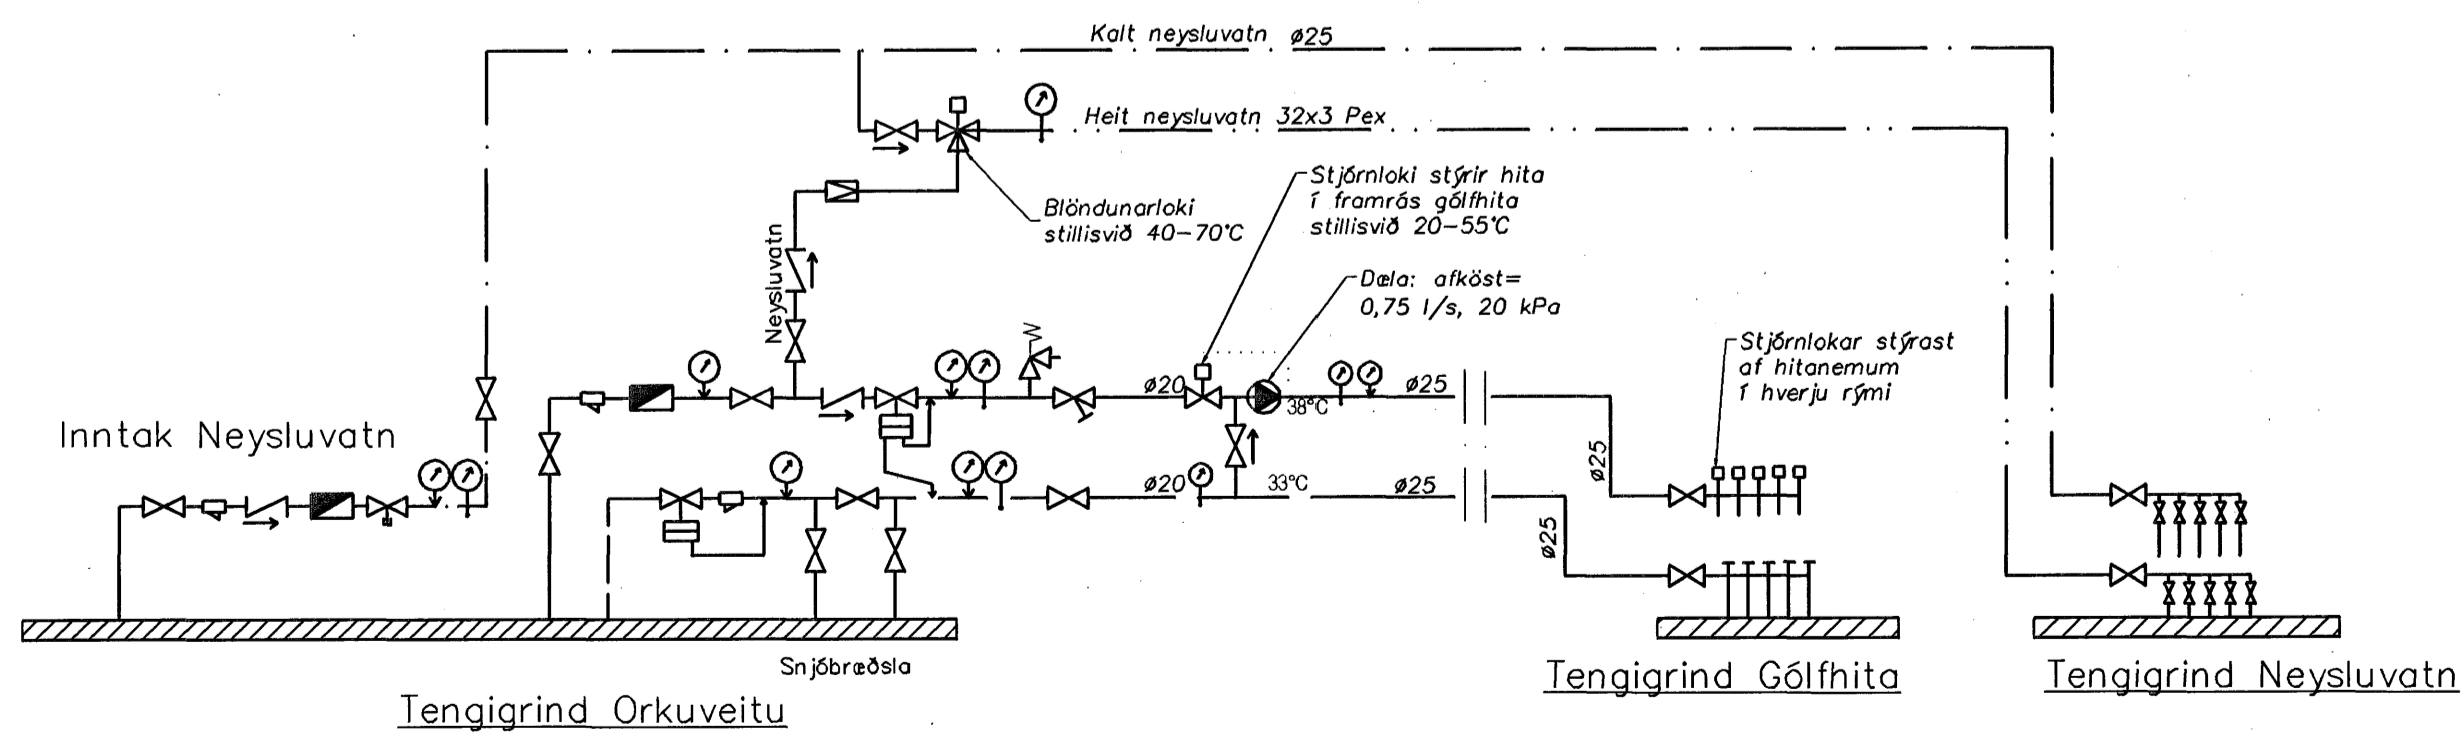 Kalt neysluvatn ø25
Heit neysluvatn 32x3 Pex
Blöndunarloki
stillisvið 40-70°C
Stjórnloki stýrir hita
í framrás gólfhita
stillisvið 20-55°C
Dæla: afköst=
0,75 l/s, 20 kPa
Neysluvatn
Stjórnlokar stýrast
af hitanemum
í hverju rými
ø20
38°C
ø25
ø25
Inntak Neysluvatn
ø20
33°C
ø25
ø25
Snjóbræðsla
Tengigrind Orkuveitu
Tengigrind Gólfhita
Tengigrind Neysluvatn